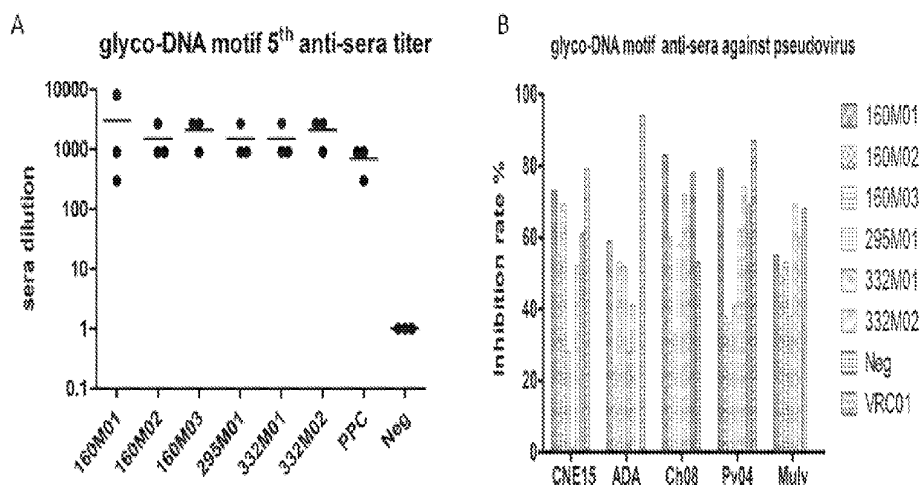 A
glyco-DNA motif 5th anti-sera titer
sera dilution
10000
1000
100
10
1
0.1
160M01
160M02
160M03
295M01
332M01
332M02
PPC
Neg
B
glyco-DNA motif anti-sera against pseudovirus
Inhibition rate %
100
80
60
40
20
0
CNE15
ADA
Ch08
Pv04
Mulv
160M01
160M02
160M03
295M01
332M01
332M02
Neg
VRC01